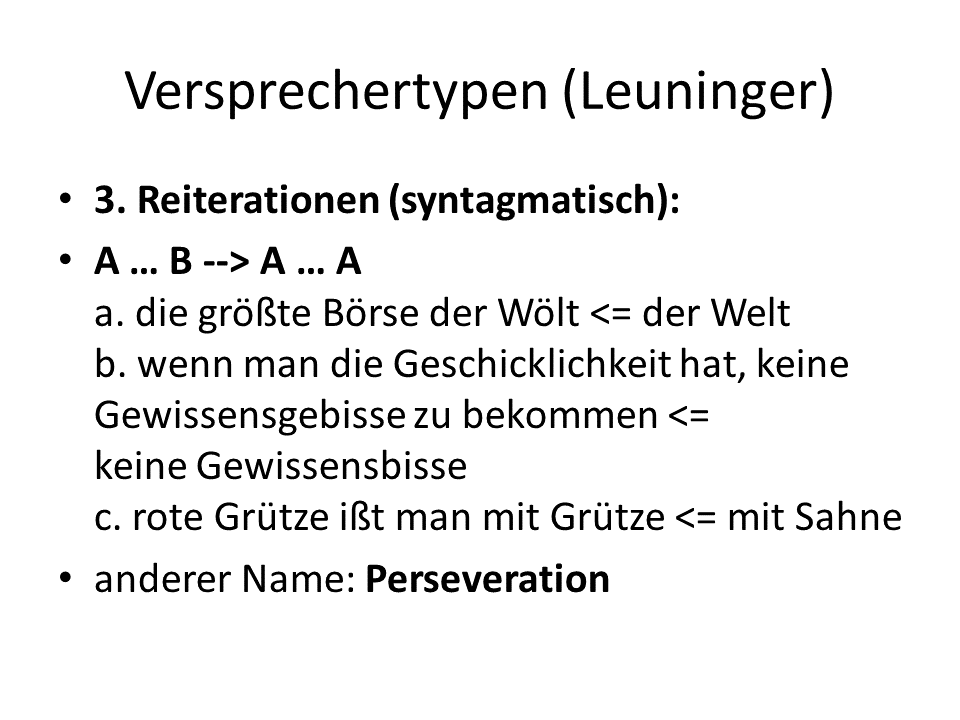 Versprechertypen (Leuninger)
• 3. Reiterationen (syntagmatisch):
• A … B --> A … A
a. die größte Börse der Wölt <= der Welt
b. wenn man die Geschicklichkeit hat, keine
Gewissensgebisse zu bekommen <=
keine Gewissensbisse
c. rote Grütze ißt man mit Grütze <= mit Sahne
• anderer Name: Perseveration